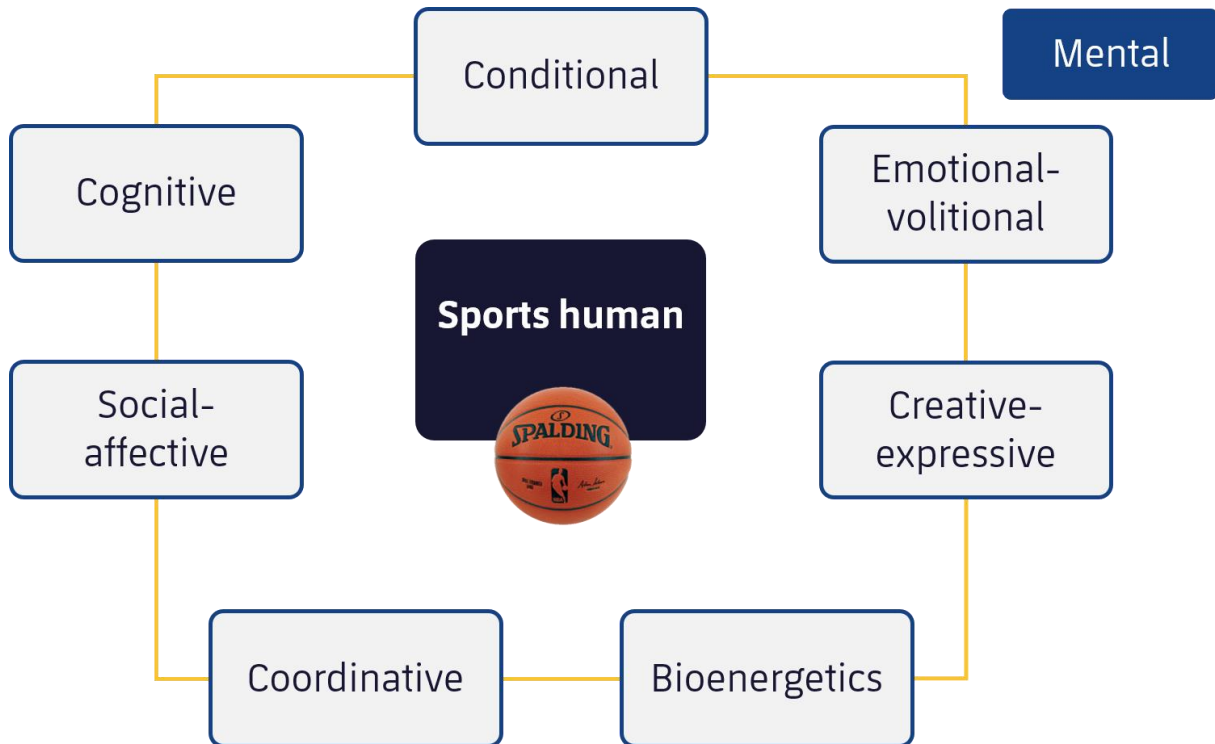 Conditional
Mental
Cognitive
Emotional-
volitional
Sports human
Social-
affective
Creative-
expressive
SPALDING
Coordinative
Bioenergetics